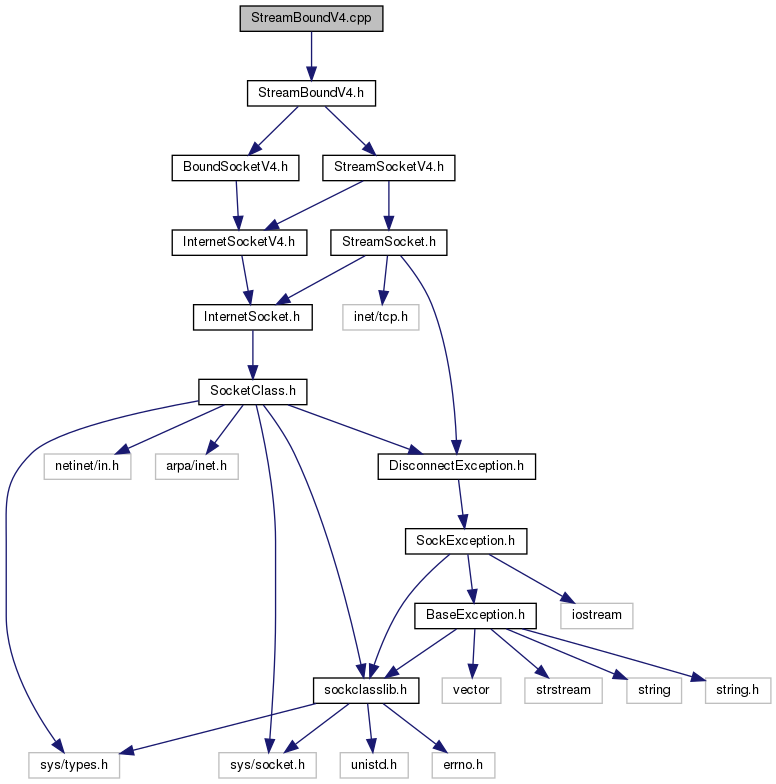 StreamBoundV4.cpp
StreamBoundV4.h
BoundSocketV4.h
StreamSocketV4.h
InternetSocketV4.h
StreamSocket.h
InternetSocket.h
inet/tcp.h
SocketClass.h
netinet/in.h
arpa/inet.h
DisconnectException.h
SockException.h
BaseException.h
iostream
sockclasslib.h
vector
strstream
string
string.h
sys/types.h
sys/socket.h
unistd.h
errno.h